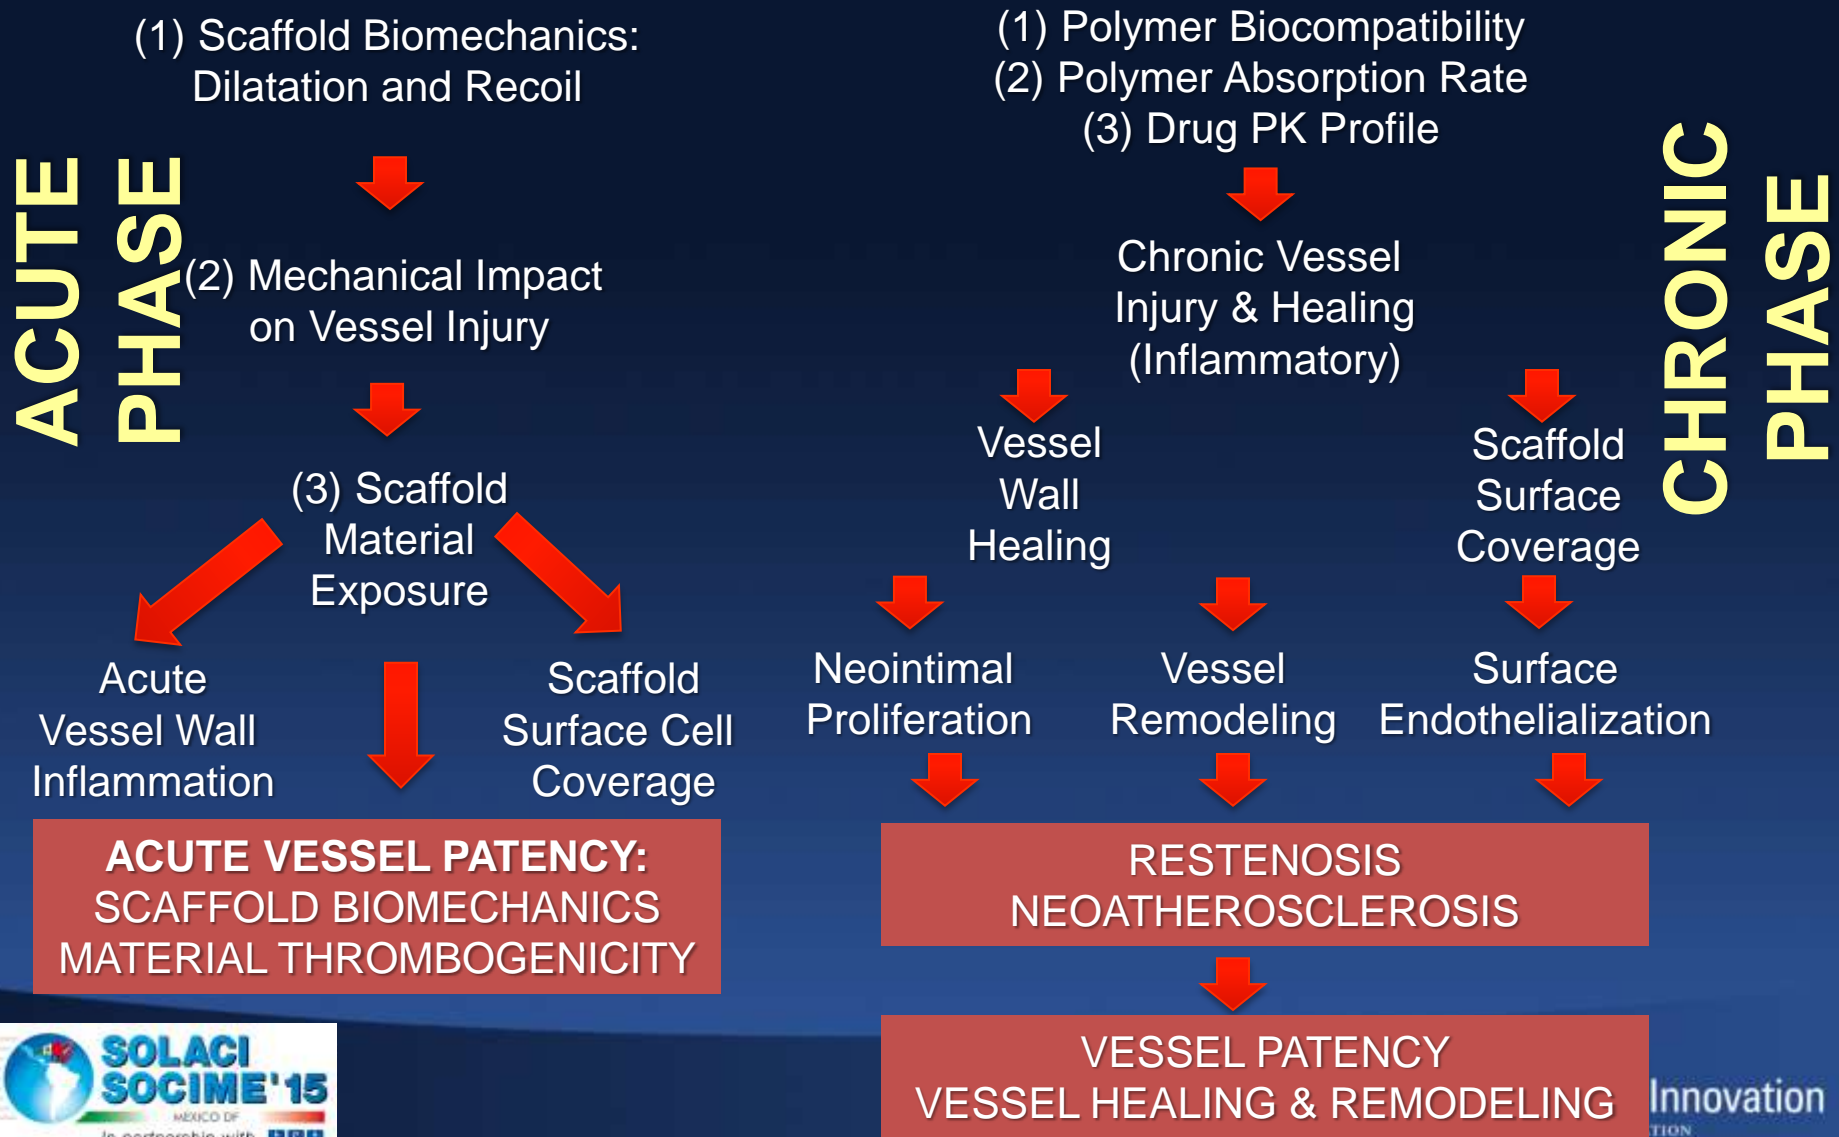 (1) Scaffold Biomechanics:
Dilatation and Recoil
ACUTE
PHASE
(2) Mechanical Impact
on Vessel Injury
(3) Scaffold
Material
Exposure
Acute
Vessel Wall
Inflammation
Scaffold
Surface Cell
Coverage
ACUTE VESSEL PATENCY:
SCAFFOLD BIOMECHANICS
MATERIAL THROMBOGENICITY
(1) Polymer Biocompatibility
(2) Polymer Absorption Rate
(3) Drug PK Profile
CHRONIC
PHASE
Chronic Vessel
Injury & Healing
(Inflammatory)
Vessel
Wall
Healing
Scaffold
Surface
Coverage
Neointimal
Proliferation
Vessel
Remodeling
Surface
Endothelialization
RESTENOSIS
NEOATHEROSCLEROSIS
VESSEL PATENCY
VESSEL HEALING & REMODELING
SOLACI
SOCIME'15
MEXICO DF
In partnership with
Innovation
TION